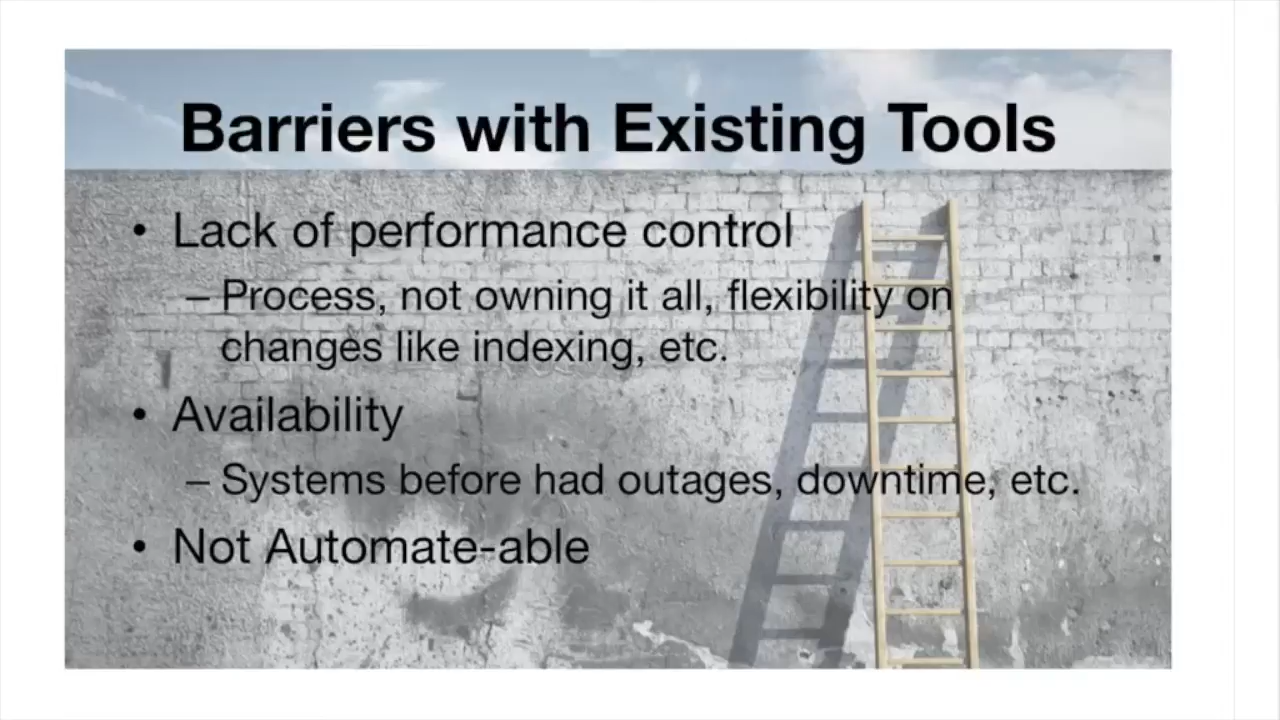 Barriers with Existing Tools
• Lack of performance control
– Process, not owning it all, flexibility on
changes like indexing, etc.
• Availability
– Systems before had outages, downtime, etc.
• Not Automate-able